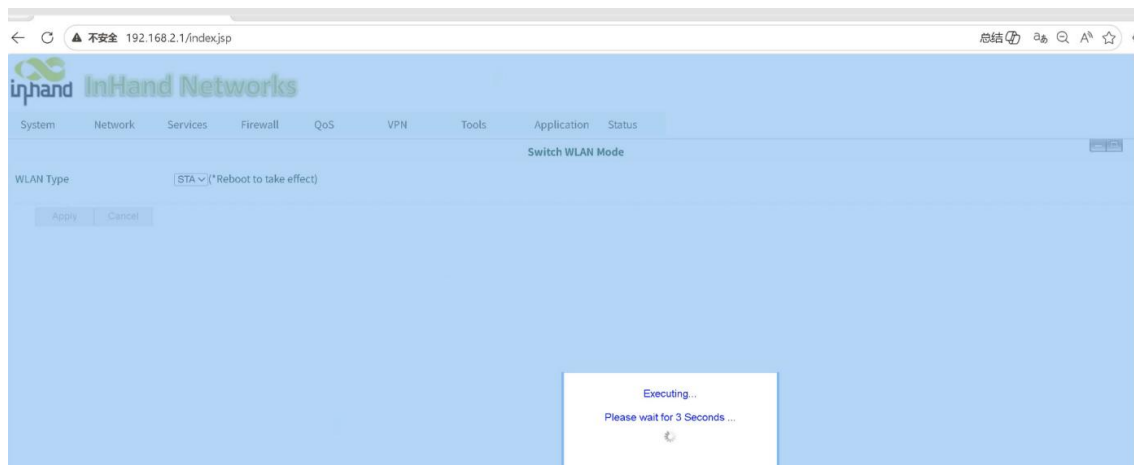 不安全 192.168.2.1/index.jsp 总结
inhand InHand Networks
System Network Services Firewall QoS VPN Tools Application Status
Switch WLAN Mode
WLAN Type STA (*Reboot to take effect)
Apply Cancel
Executing...
Please wait for 3 Seconds ...